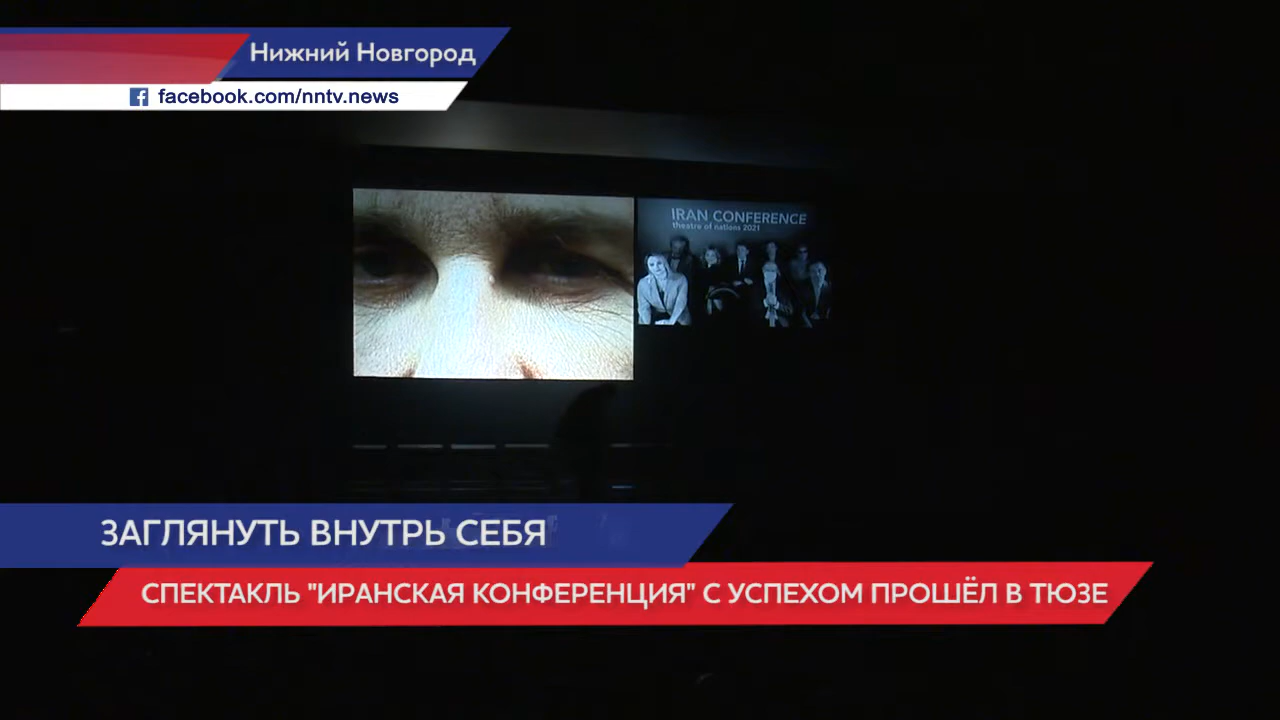 Нижний Новгород
facebook.com/nntv.news
IRAN CONFERENCE
theatre of nations 2021
ЗАГЛЯНУТЬ ВНУТРЬ СЕБЯ
СПЕКТАКЛЬ "ИРАНСКАЯ КОНФЕРЕНЦИЯ" С УСПЕХОМ ПРОШЁЛ В ТЮЗЕ